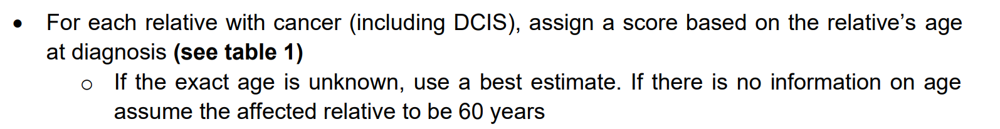 • For each relative with cancer (including DCIS), assign a score based on the relative’s age
at diagnosis (see table 1)
o If the exact age is unknown, use a best estimate. If there is no information on age
assume the affected relative to be 60 years